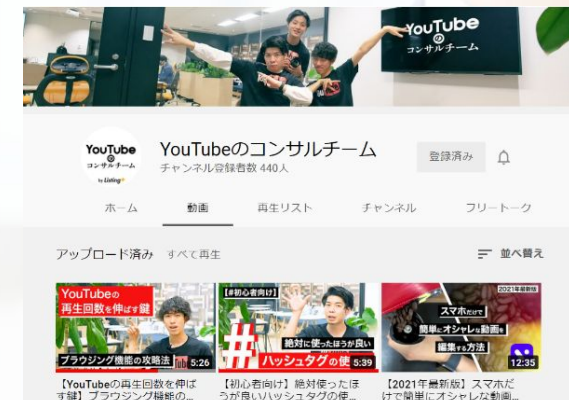 YouTube
の
コンサルチーム
YouTube
の
コンサルチーム
by Listing+
YouTubeのコンサルチーム
チャンネル登録者数 440人
登録済み
ホーム 動画 再生リスト チャンネル フリートーク
アップロード済み すべて再生 並べ替え
YouTubeの
再生回数を伸ばす鍵
ブラウジング機能の攻略法
5:26
【#初心者向け】
#
絶対に使ったほうが良い
ハッシュタグの使
5:39
2021年最新版
スマホだけで
簡単にオシャレな動画を
編集する方法
12:35
【YouTubeの再生回数を伸ば
す鍵】ブラウジング機能の...
【初心者向け】絶対使ったほ
うが良いハッシュタグの使...
【2021年最新版】スマホだ
けで簡単にオシャレな動画...